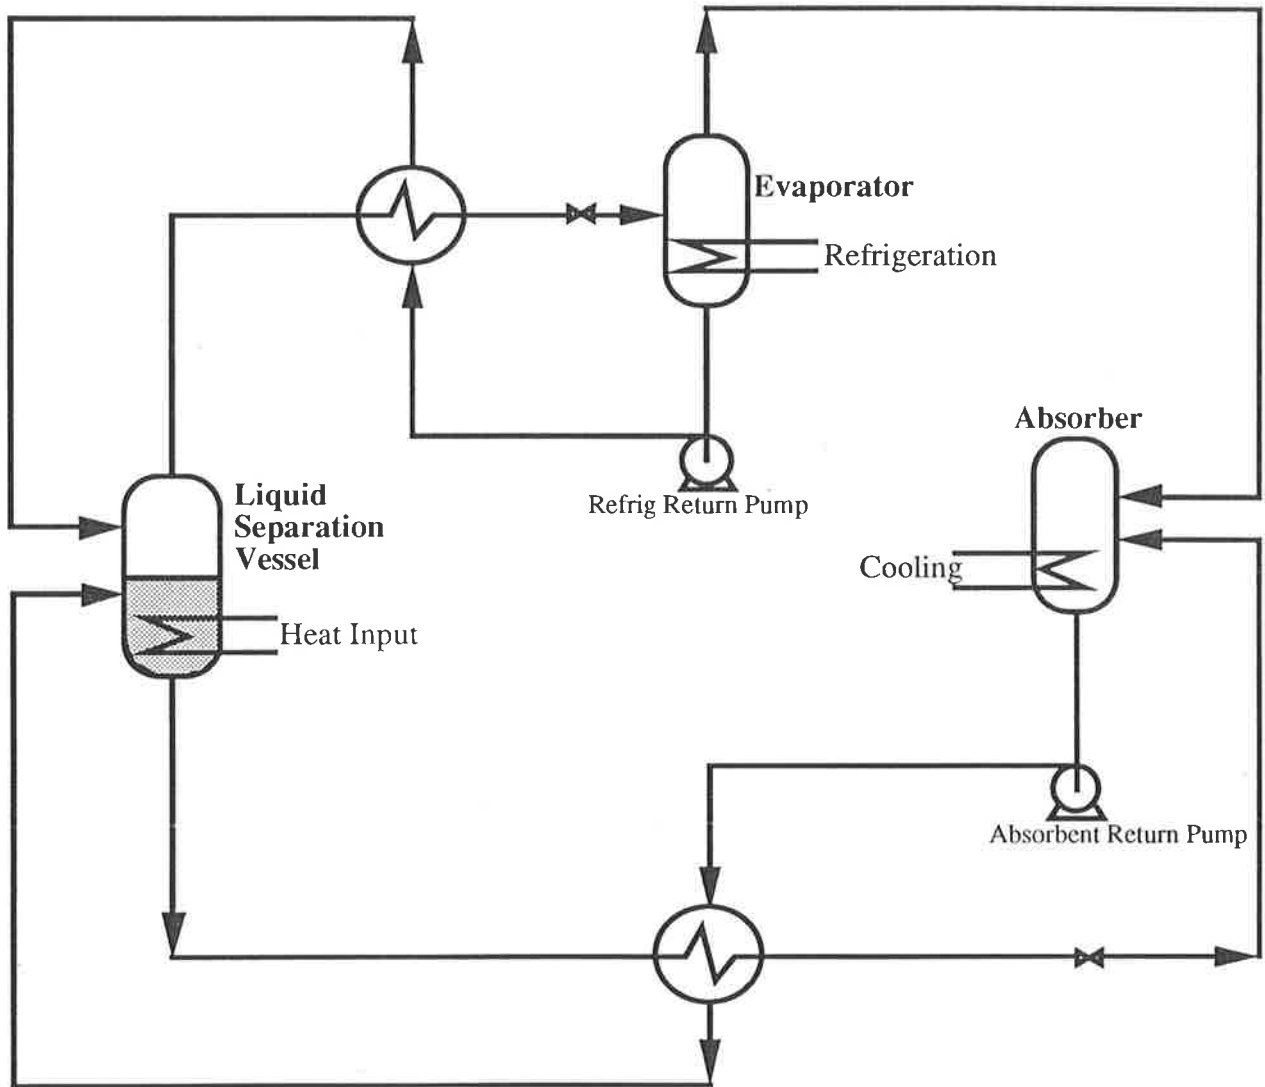 Evaporator
Refrigeration
Absorber
Liquid
Separation
Vessel
Refrig Return Pump
Cooling
Heat Input
Absorbent Return Pump